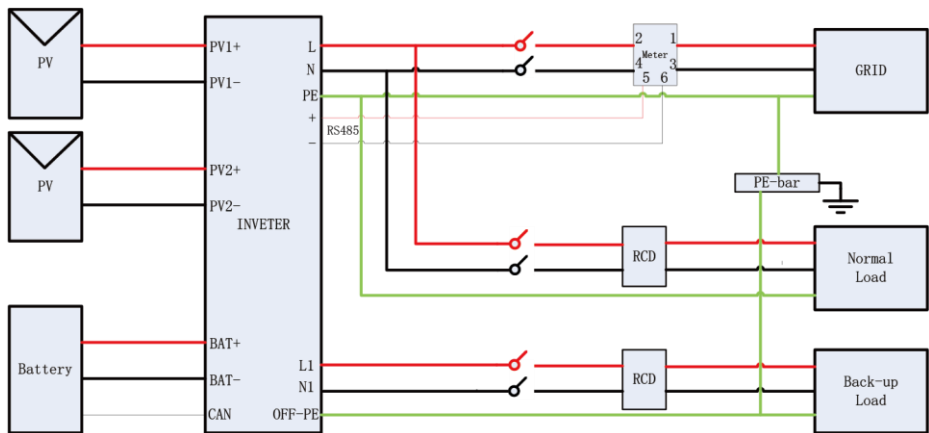 PV
PV1+
PV1-
L
N
PE
+
RS485
-
2 1
Meter
4 3
5 6
GRID
PV
PV2+
PV2-
INVETER
PE-bar
RCD
Normal
Load
Battery
BAT+
BAT-
CAN
L1
N1
OFF-PE
RCD
Back-up
Load